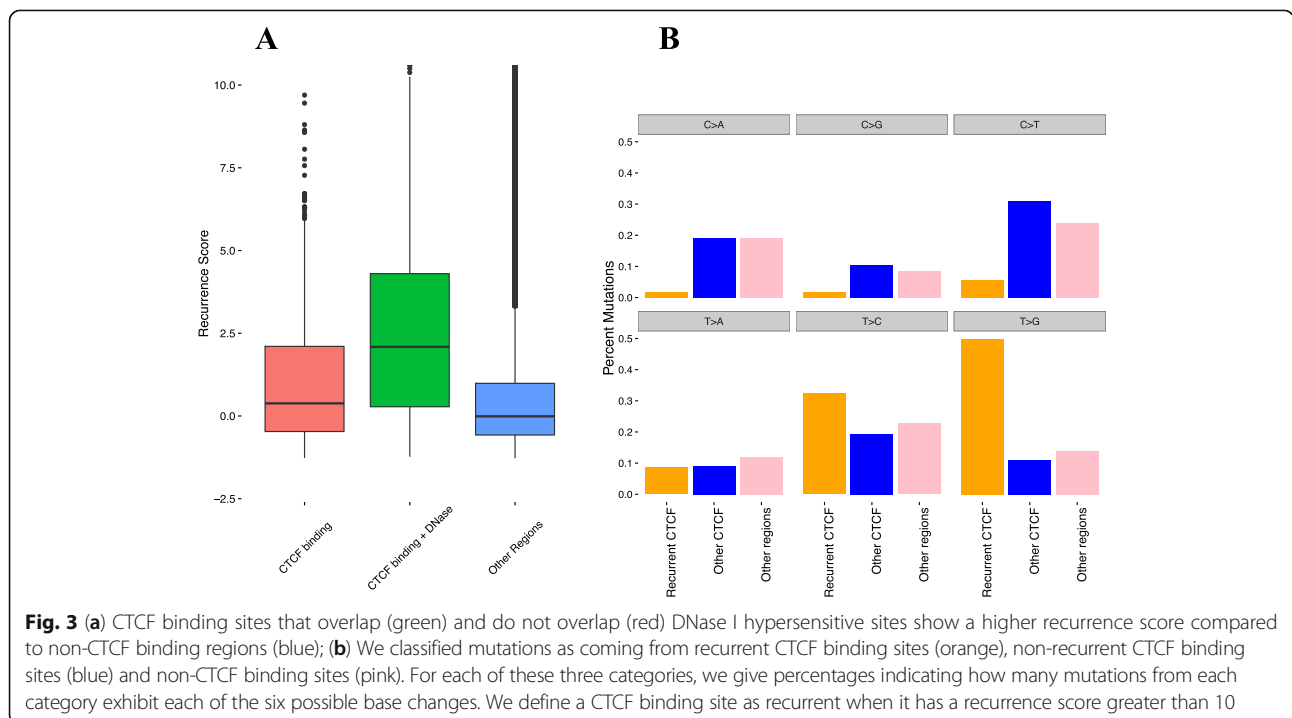 A
B
Recurrence Score
10.0
7.5
5.0
2.5
0.0
−2.5
CTCF binding
CTCF binding + DNase
Other Regions
Percent Mutations
C>A
C>G
C>T
0.5
0.4
0.3
0.2
0.1
0.0
T>A
T>C
T>G
0.5
0.4
0.3
0.2
0.1
0.0
Recurrent CTCF
Other CTCF
Other regions
Recurrent CTCF
Other CTCF
Other regions
Recurrent CTCF
Other CTCF
Other regions
Fig. 3 (a) CTCF binding sites that overlap (green) and do not overlap (red) DNase I hypersensitive sites show a higher recurrence score compared
to non-CTCF binding regions (blue); (b) We classified mutations as coming from recurrent CTCF binding sites (orange), non-recurrent CTCF binding
sites (blue) and non-CTCF binding sites (pink). For each of these three categories, we give percentages indicating how many mutations from each
category exhibit each of the six possible base changes. We define a CTCF binding site as recurrent when it has a recurrence score greater than 10